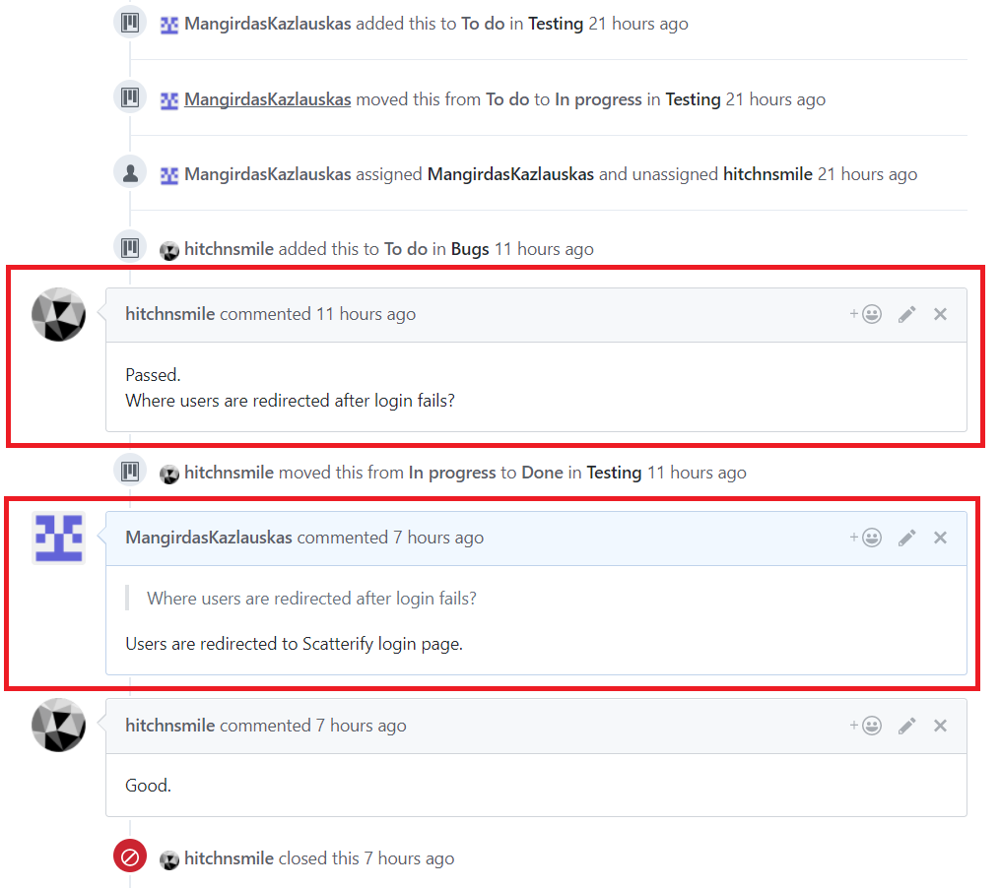 MangirdasKazlauskas added this to To do in Testing 21 hours ago
MangirdasKazlauskas moved this from To do to In progress in Testing 21 hours ago
MangirdasKazlauskas assigned MangirdasKazlauskas and unassigned hitchnsmile 21 hours ago
hitchnsmile added this to To do in Bugs 11 hours ago
hitchnsmile commented 11 hours ago
Passed.
Where users are redirected after login fails?
hitchnsmile moved this from In progress to Done in Testing 11 hours ago
MangirdasKazlauskas commented 7 hours ago
Where users are redirected after login fails?
Users are redirected to Scatterify login page.
hitchnsmile commented 7 hours ago
Good.
hitchnsmile closed this 7 hours ago